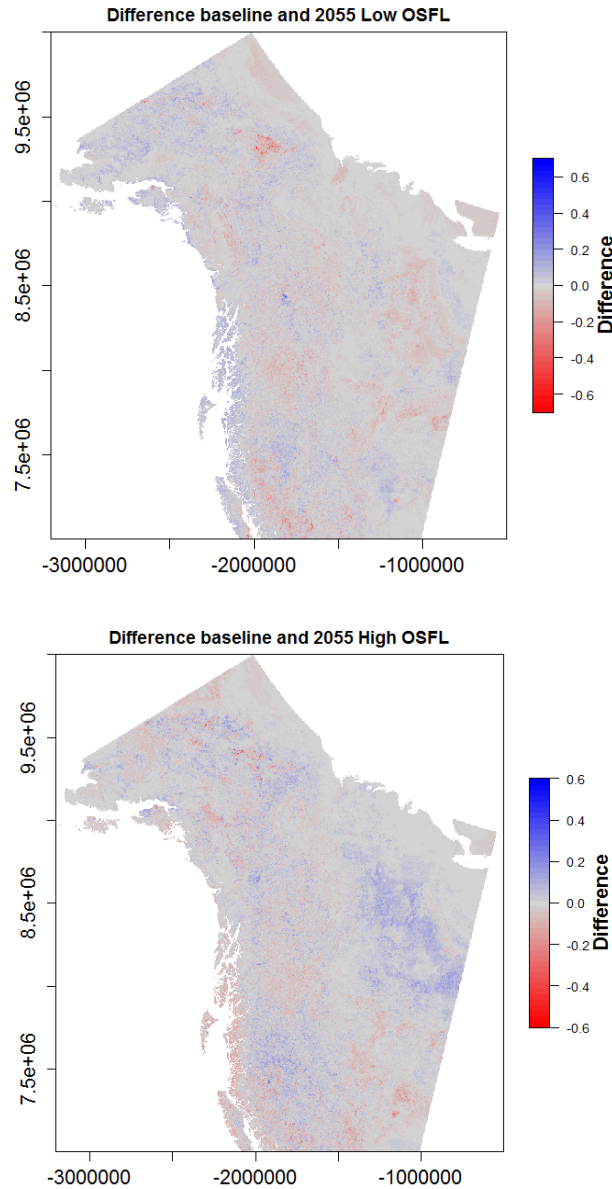 Difference baseline and 2055 Low OSFL
9.5e+06
8.5e+06
7.5e+06
-3000000
-2000000
-1000000
0.6
0.4
0.2
0.0
-0.2
-0.4
-0.6
Difference
Difference baseline and 2055 High OSFL
9.5e+06
8.5e+06
7.5e+06
-3000000
-2000000
-1000000
0.6
0.4
0.2
0.0
-0.2
-0.4
-0.6
Difference